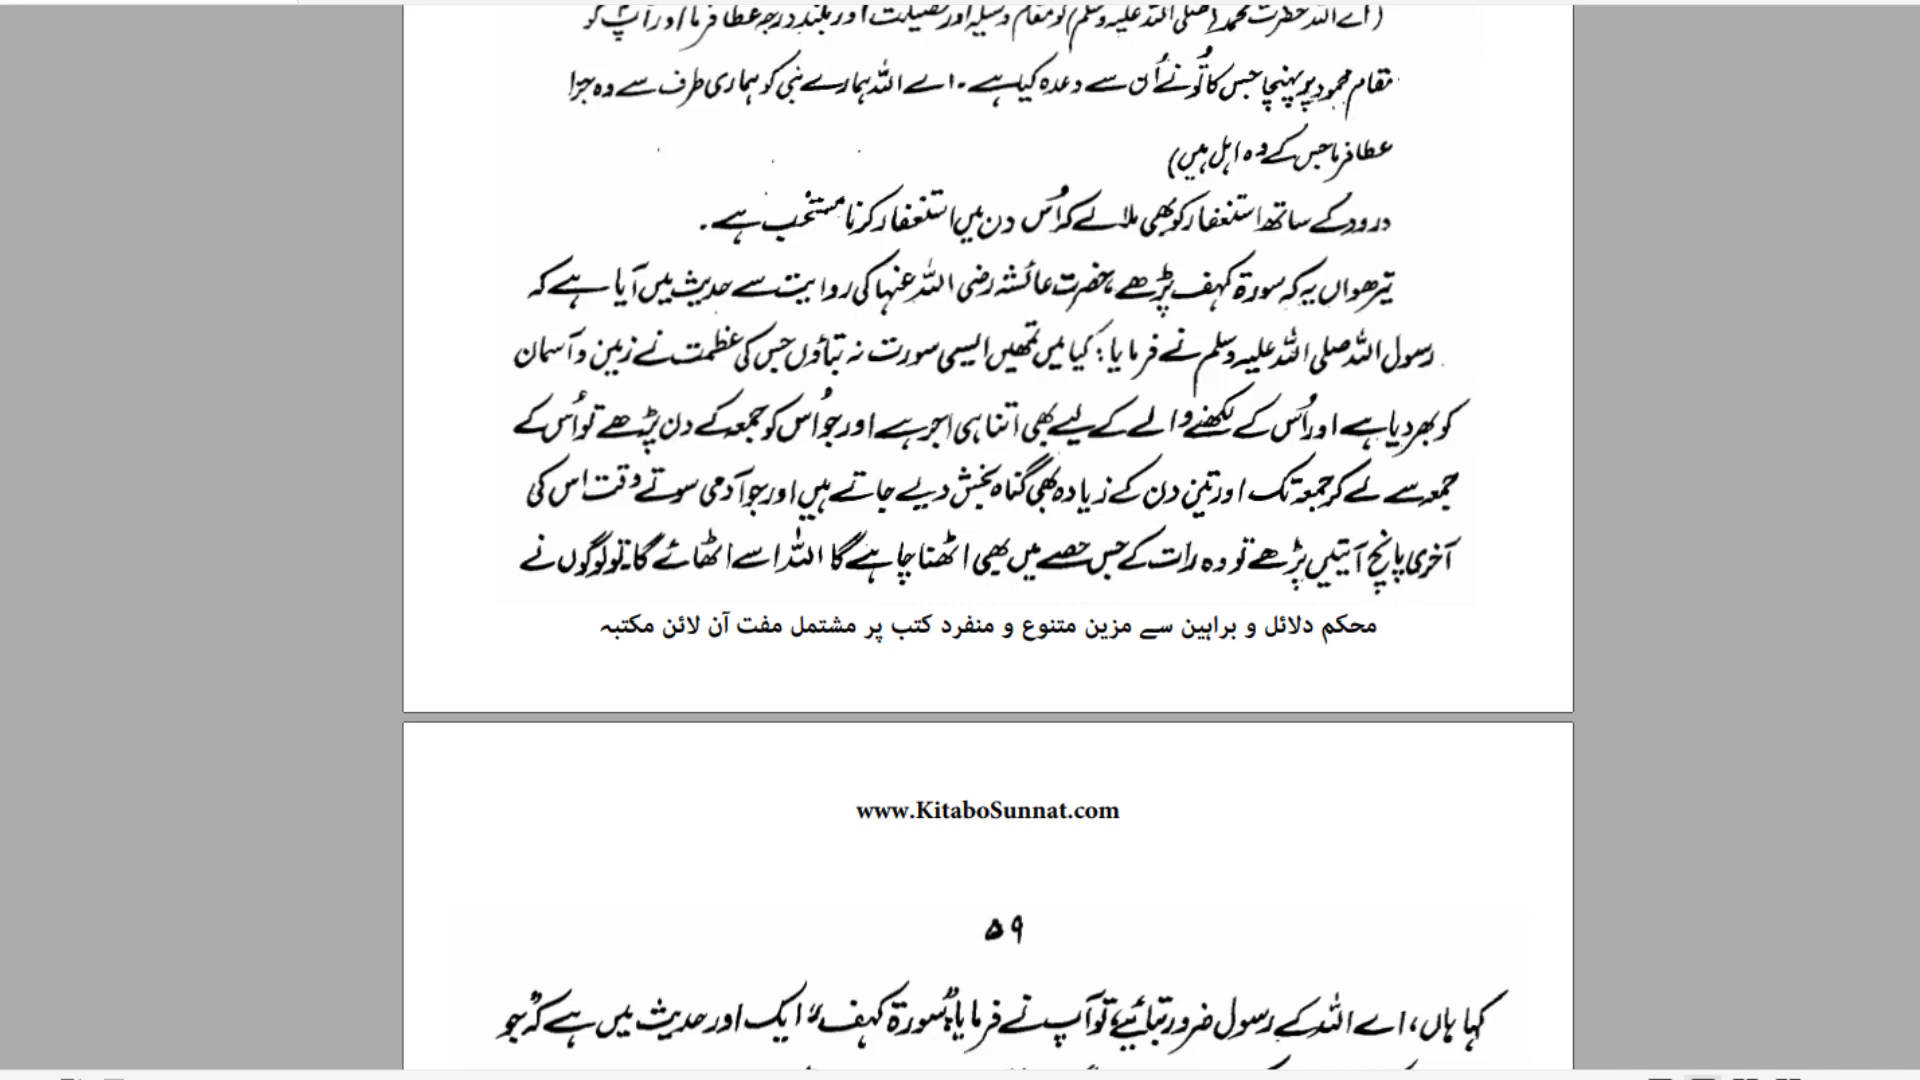 (اے اللہ حضرت محمد (صلی اللہ علیہ وسلم) کو مقام وسیلہ اور فضیلت اور بلند درجہ عطا فرما اور آپ کو
مقام محمود پر پہنچا جس کا تُو نے اُن سے وعدہ کیا ہے۔ اے اللہ ہمارے نبی کو ہماری طرف سے وہ جزا
عطا فرما جس کے وہ اہل ہیں)
درود کے ساتھ استغفار کو بھی ملا لے کہ اُس دن میں استغفار کرنا مستحب ہے۔
تیرھواں یہ کہ سورۃ کہف پڑھے، حضرت عائشہ رضی اللہ عنہا کی روایت سے حدیث میں آیا ہے کہ
رسول اللہ صلی اللہ علیہ وسلم نے فرمایا: کیا میں تمھیں ایسی سورت نہ بتاؤں جس کی عظمت نے زمین و آسمان
کو بھر دیا ہے اور اُس کے لکھنے والے کے لیے بھی اتنا ہی اجر ہے اور جو اُس کو جمعہ کے دن پڑھے تو اُس کے
جمعہ سے لے کر جمعہ تک اور تین دن کے زیادہ بھی گناہ بخش دیے جاتے ہیں اور جو آدمی سوتے وقت اس کی
آخری پانچ آیتیں پڑھے تو وہ رات کے جس حصے میں بھی اٹھنا چاہے گا اللہ اسے اٹھائے گا۔ تو لوگوں نے
محکم دلائل و براہین سے مزین متنوع و منفرد کتب پر مشتمل مفت آن لائن مکتبہ
www.KitaboSunnat.com
۵۹
کہا ہاں، اے اللہ کے رسول ضرور بتائیے، تو آپ نے فرمایا: "سورۃ کہف" ایک اور حدیث میں ہے کہ "جو